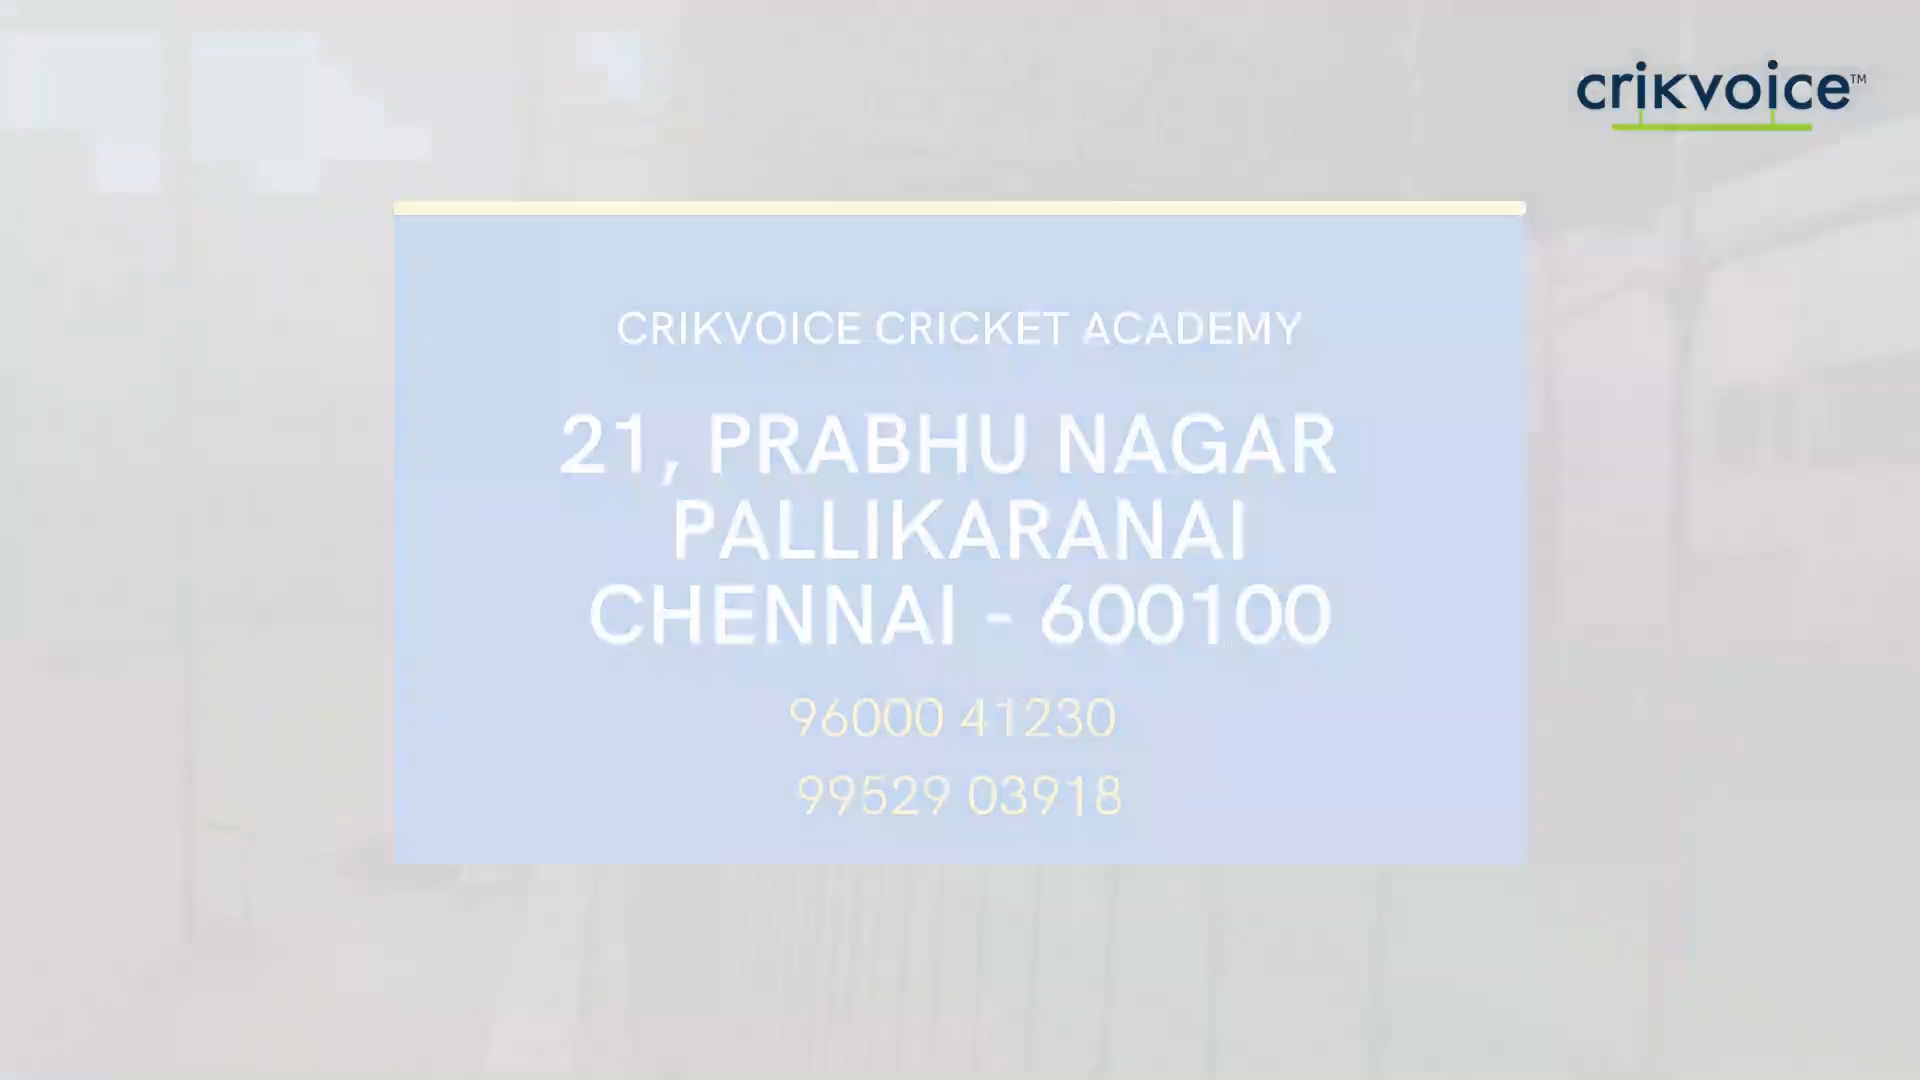 crikvoice™
CRIKVOICE CRICKET ACADEMY
21, PRABHU NAGAR
PALLIKARANAI
CHENNAI - 600100
96000 41230
99529 03918